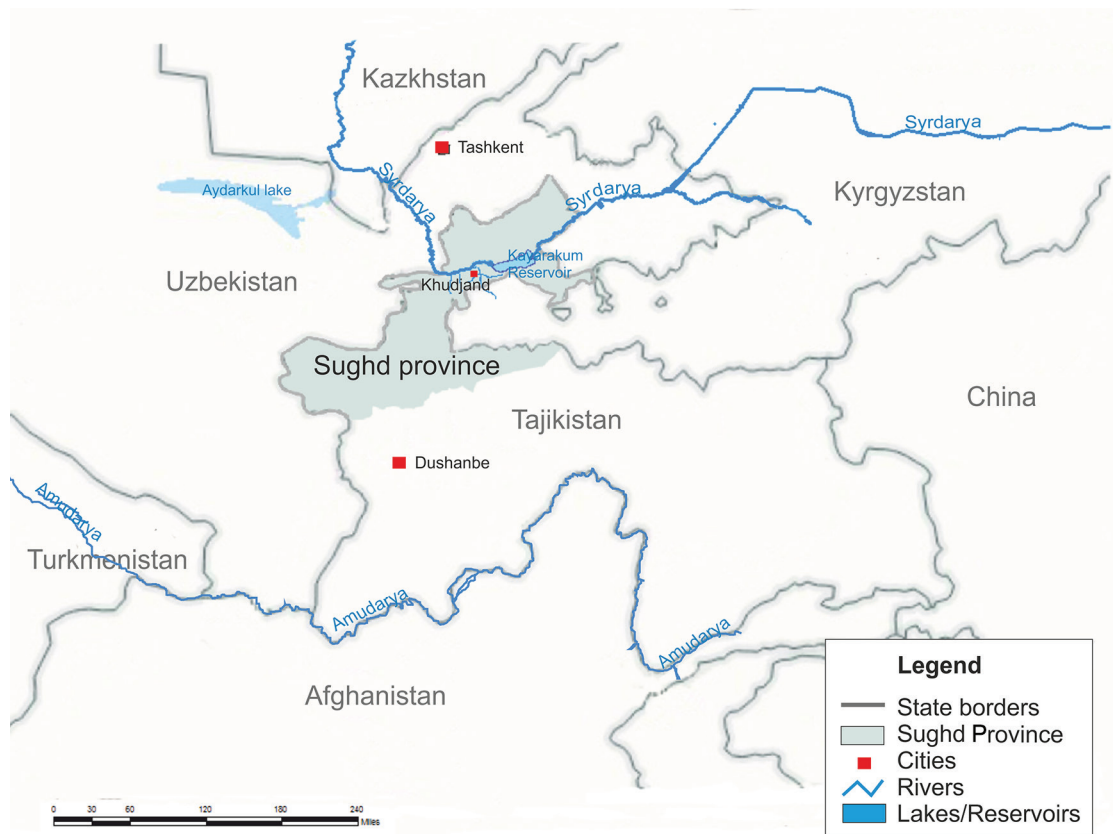 Kazkhstan
Tashkent
Syrdarya
Syrdarya
Syrdarya
Aydarkul lake
Kyrgyzstan
Kayarakum
Reservoir
Uzbekistan
Khudjand
Sughd province
China
Tajikistan
Dushanbe
Amudarya
Turkmonistan
Amudarya
Amudarya
Afghanistan
Legend
State borders
Sughd Province
Cities
Rivers
Lakes/Reservoirs
0 30 60 120 180 240
Miles